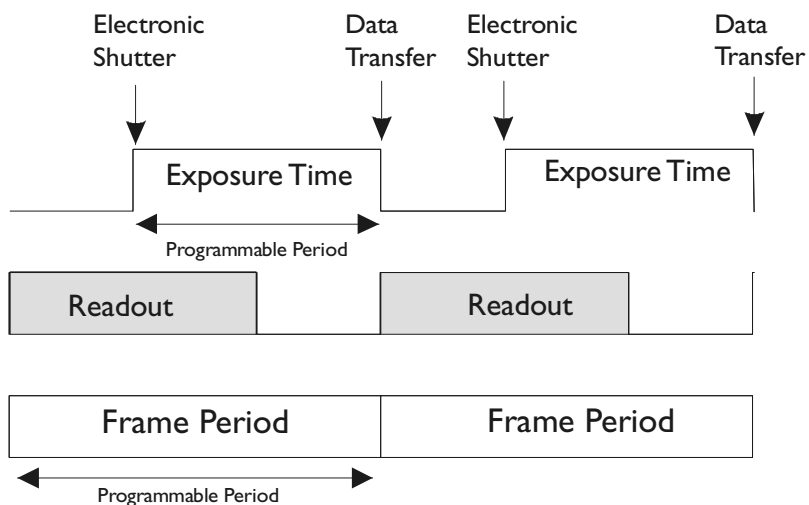 Electronic
Shutter
Data
Transfer
Electronic
Shutter
Data
Transfer
Exposure Time
Exposure Time
Programmable Period
Readout
Readout
Frame Period
Frame Period
Programmable Period